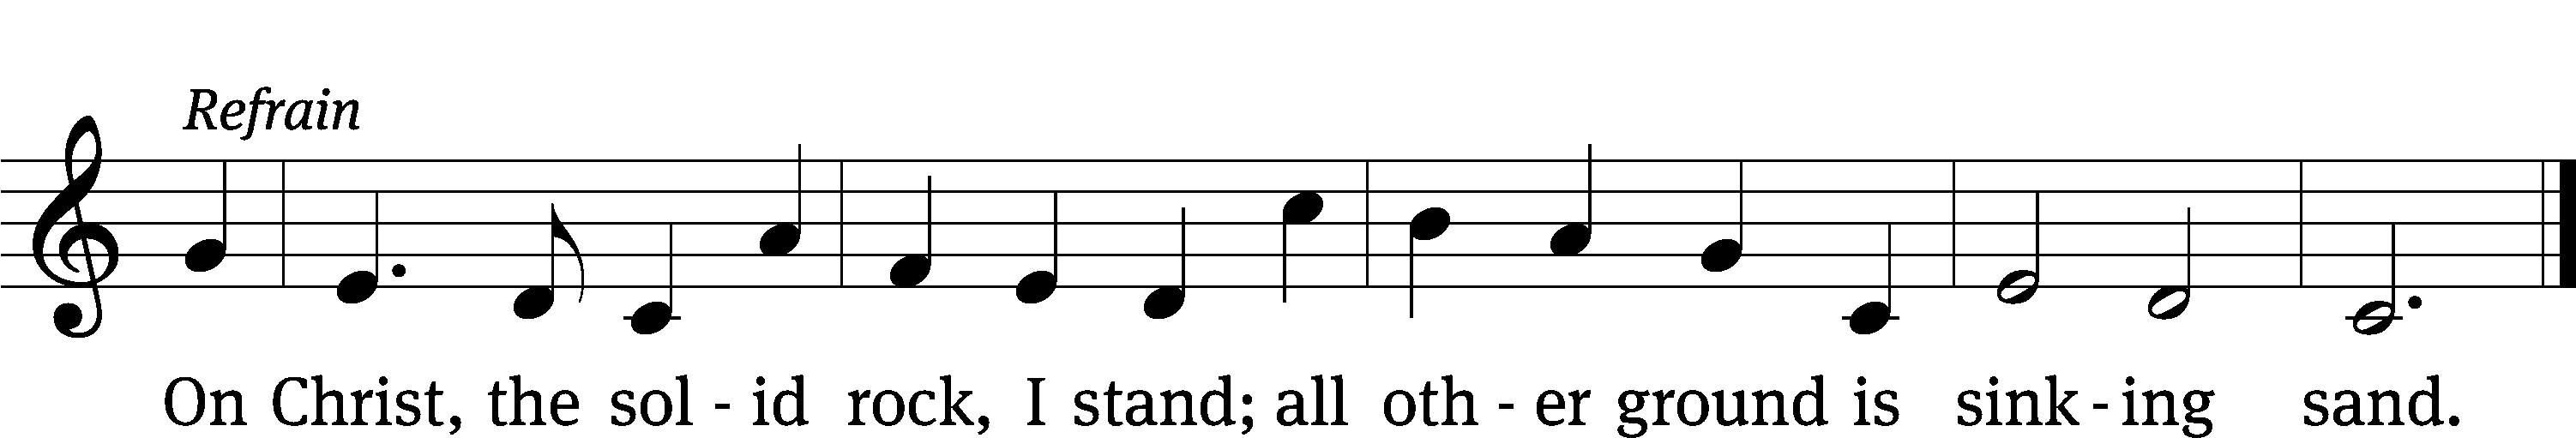 Refrain
On Christ, the sol - id rock, I stand; all oth - er ground is sink - ing sand.